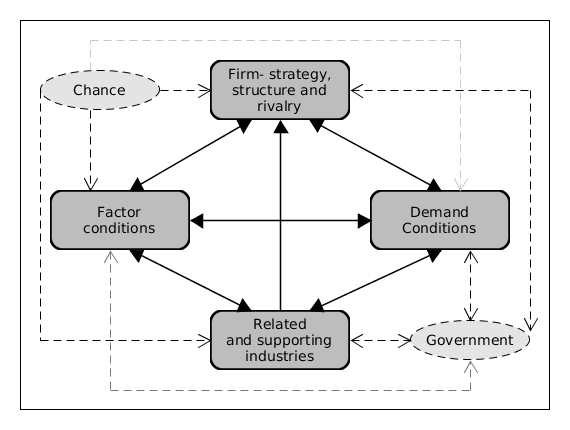 Firm- strategy,
structure and
rivalry
Chance
Factor
conditions
Demand
Conditions
Related
and supporting
industries
Government